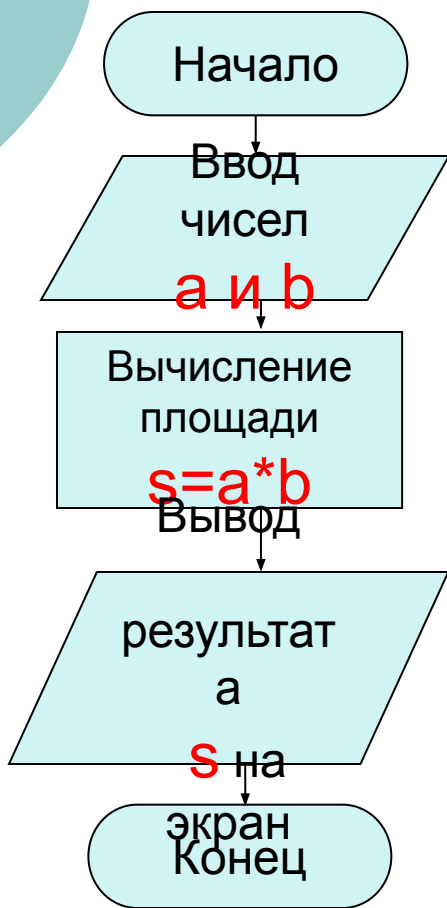 Начало
Ввод
чисел
а и b
Вычисление
площади
s=a*b
Вывод
результат
а
s на
экран
Конец